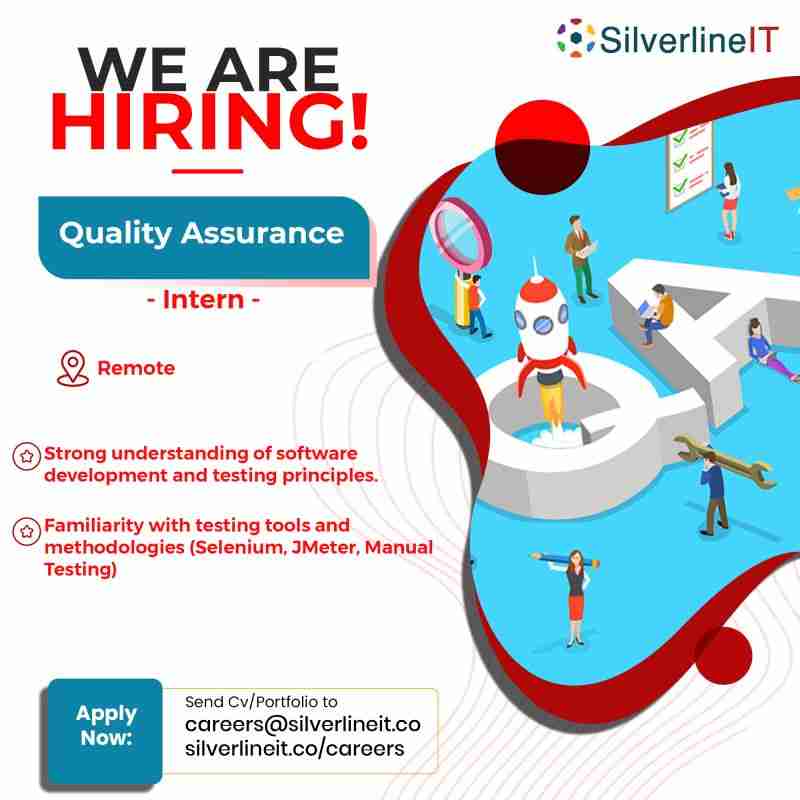 SilverlineIT
WE ARE
HIRING!
Quality Assurance
- Intern -
Remote
Strong understanding of software
development and testing principles.
Familiarity with testing tools and
methodologies (Selenium, JMeter, Manual
Testing)
QA
Apply
Now:
Send Cv/Portfolio to
careers@silverlineit.co
silverlineit.co/careers